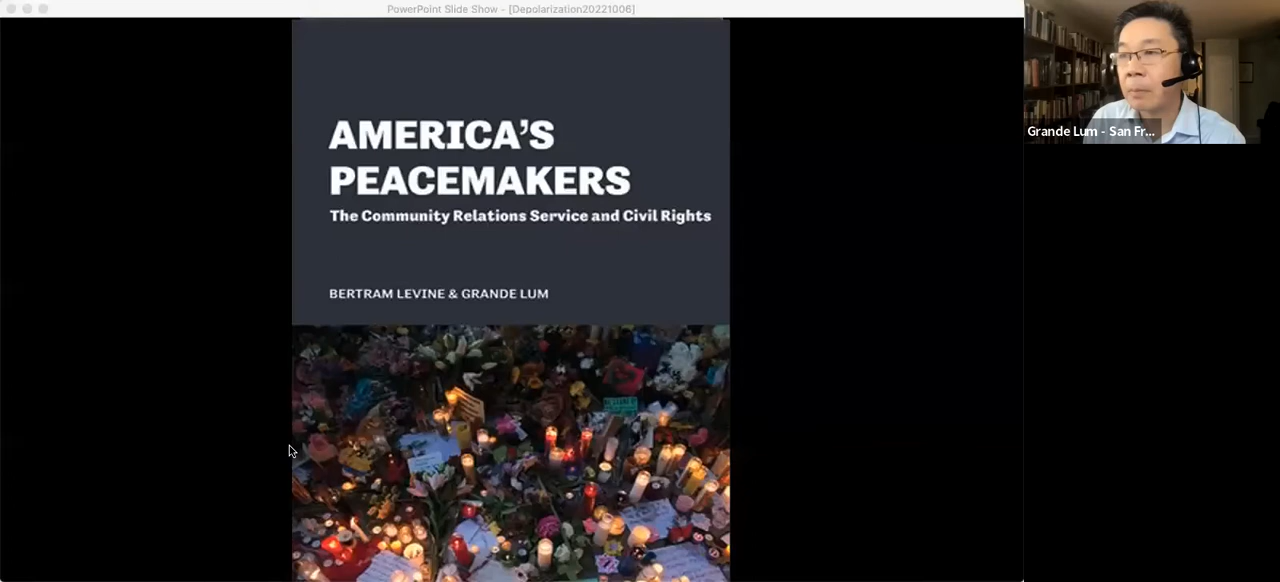 PowerPoint Slide Show - [Depolarization20221006]
AMERICA'S
PEACEMAKERS
The Community Relations Service and Civil Rights
BERTRAM LEVINE & GRANDE LUM
Grande Lum - San Fr...